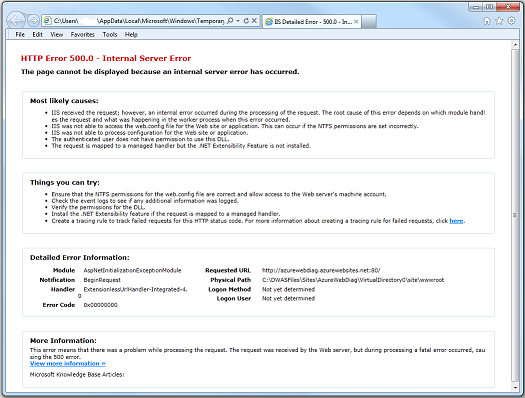 C:\Users\ \AppData\Local\Microsoft\Windows\Temporary
IIS Detailed Error - 500.0 - In...
File Edit View Favorites Tools Help
HTTP Error 500.0 - Internal Server Error
The page cannot be displayed because an internal server error has occurred.
Most likely causes:
• IIS received the request; however, an internal error occurred during the processing of the request. The root cause of this error depends on which module handl
es the request and what was happening in the worker process when this error occurred.
• IIS was not able to access the web.config file for the Web site or application. This can occur if the NTFS permissions are set incorrectly.
• IIS was not able to process configuration for the Web site or application.
• The authenticated user does not have permission to use this DLL.
• The request is mapped to a managed handler but the .NET Extensibility Feature is not installed.
Things you can try:
• Ensure that the NTFS permissions for the web.config file are correct and allow access to the Web server's machine account.
• Check the event logs to see if any additional information was logged.
• Verify the permissions for the DLL.
• Install the .NET Extensibility feature if the request is mapped to a managed handler.
• Create a tracing rule to track failed requests for this HTTP status code. For more information about creating a tracing rule for failed requests, click here.
Detailed Error Information:
Module AspNetInitializationExceptionModule
Notification BeginRequest
Handler ExtensionlessUrlHandler-Integrated-4.
0
Error Code 0x00000000
Requested URL http://azurewebdiag.azurewebsites.net:80/
Physical Path C:\DWASFiles\Sites\AzureWebDiag\VirtualDirectory0\site\wwwroot
Logon Method Not yet determined
Logon User Not yet determined
More Information:
This error means that there was a problem while processing the request. The request was received by the Web server, but during processing a fatal error occurred, cau
sing the 500 error.
View more information »
Microsoft Knowledge Base Articles: